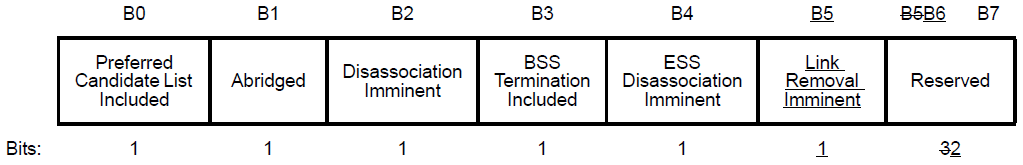 B0 B1 B2 B3 B4 B5 B5B6 B7
Preferred Candidate List Included
Abridged
Disassociation Imminent
BSS Termination Included
ESS Disassociation Imminent
Link Removal Imminent
Reserved
Bits: 1 1 1 1 1 1 32